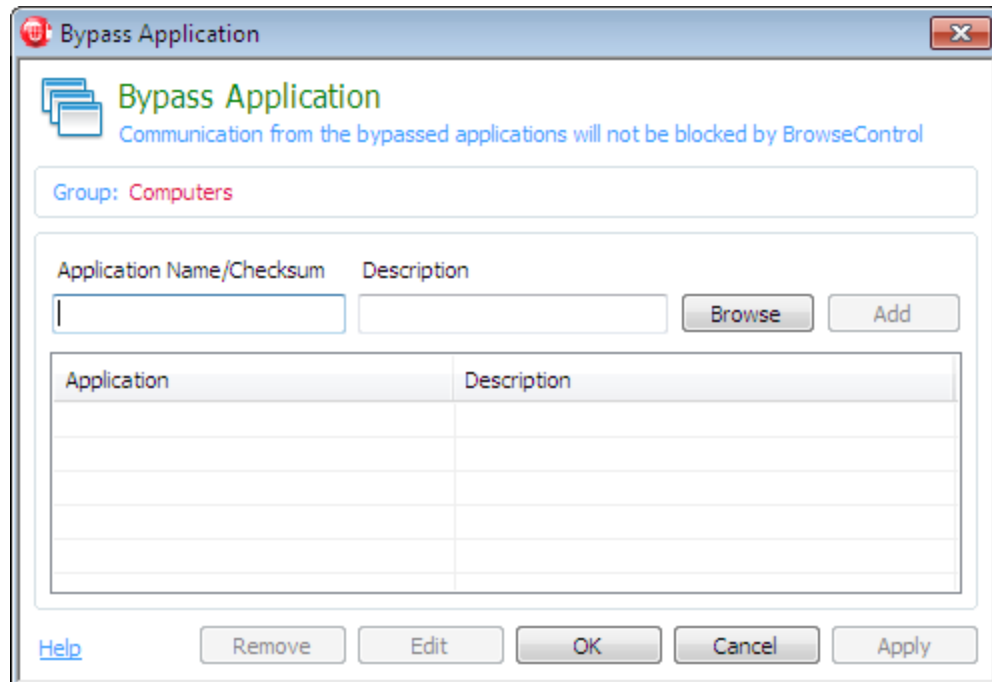 Bypass Application
Bypass Application
Communication from the bypassed applications will not be blocked by BrowseControl
Group: Computers
Application Name/Checksum Description
Browse Add
Application Description
Help Remove Edit OK Cancel Apply